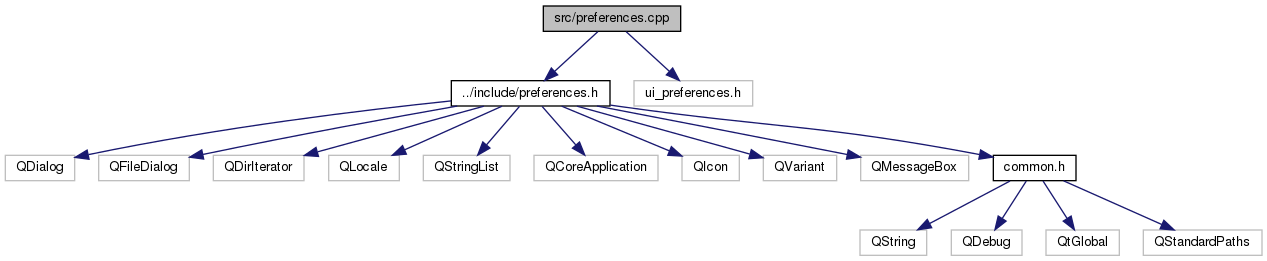 src/preferences.cpp
../include/preferences.h
ui_preferences.h
QDialog
QFileDialog
QDirIterator
QLocale
QStringList
QCoreApplication
QIcon
QVariant
QMessageBox
common.h
QString
QDebug
QtGlobal
QStandardPaths